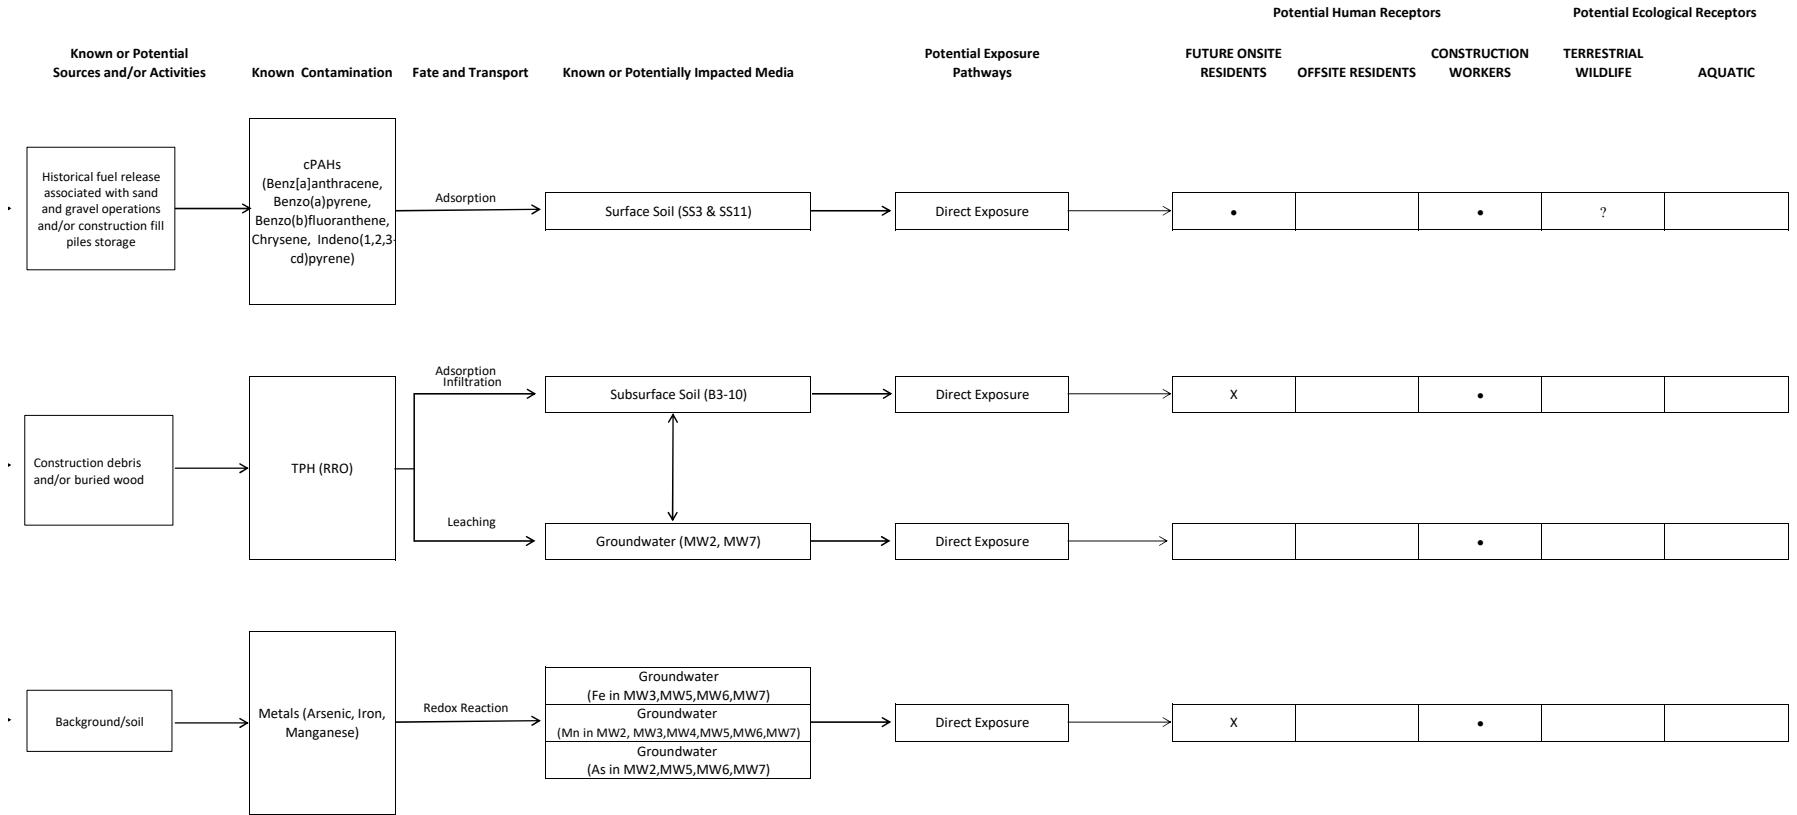 Potential Human Receptors
Potential Ecological Receptors
Known or Potential
Sources and/or Activities
Known Contamination
Fate and Transport
Known or Potentially Impacted Media
Potential Exposure
Pathways
FUTURE ONSITE
RESIDENTS
OFFSITE RESIDENTS
CONSTRUCTION
WORKERS
TERRESTRIAL
WILDLIFE
AQUATIC
Historical fuel release
associated with sand
and gravel operations
and/or construction fill
piles storage
cPAHs
(Benz[a]anthracene,
Benzo(a)pyrene,
Benzo(b)fluoranthene,
Chrysene, Indeno(1,2,3-
cd)pyrene)
Adsorption
Surface Soil (SS3 & SS11)
Direct Exposure
•
•
?
Construction debris
and/or buried wood
TPH (RRO)
Adsorption
Infiltration
Subsurface Soil (B3-10)
Direct Exposure
X
•
Leaching
Groundwater (MW2, MW7)
Direct Exposure
•
Background/soil
Metals (Arsenic, Iron,
Manganese)
Redox Reaction
Groundwater
(Fe in MW3,MW5,MW6,MW7)
Groundwater
(Mn in MW2, MW3,MW4,MW5,MW6,MW7)
Groundwater
(As in MW2,MW5,MW6,MW7)
Direct Exposure
X
•